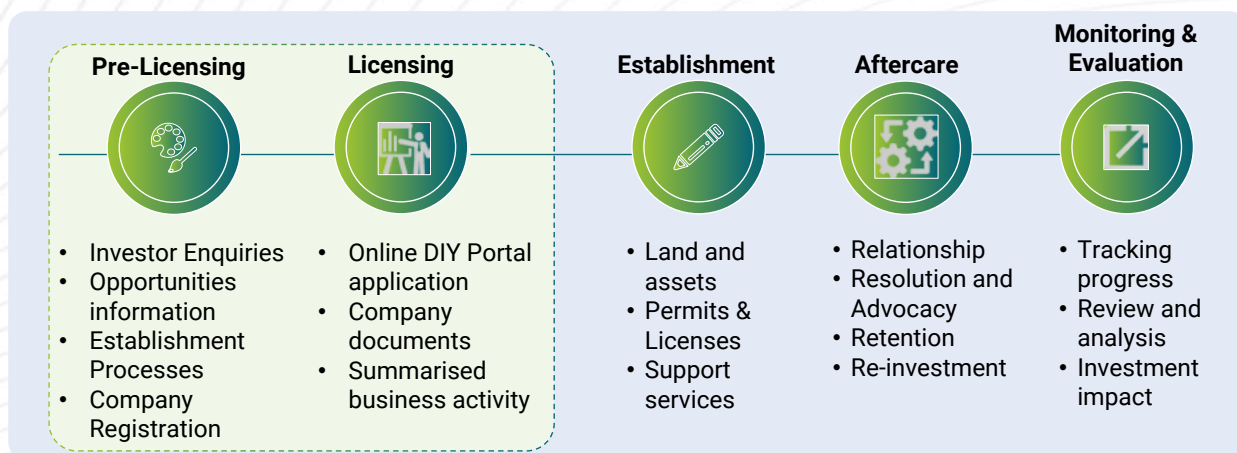 Pre-Licensing
• Investor Enquiries
• Opportunities
information
• Establishment
Processes
• Company
Registration
Licensing
• Online DIY Portal
application
• Company
documents
• Summarised
business activity
Establishment
• Land and
assets
• Permits &
Licenses
• Support
services
Aftercare
• Relationship
• Resolution and
Advocacy
• Retention
• Re-investment
Monitoring &
Evaluation
• Tracking
progress
• Review and
analysis
• Investment
impact